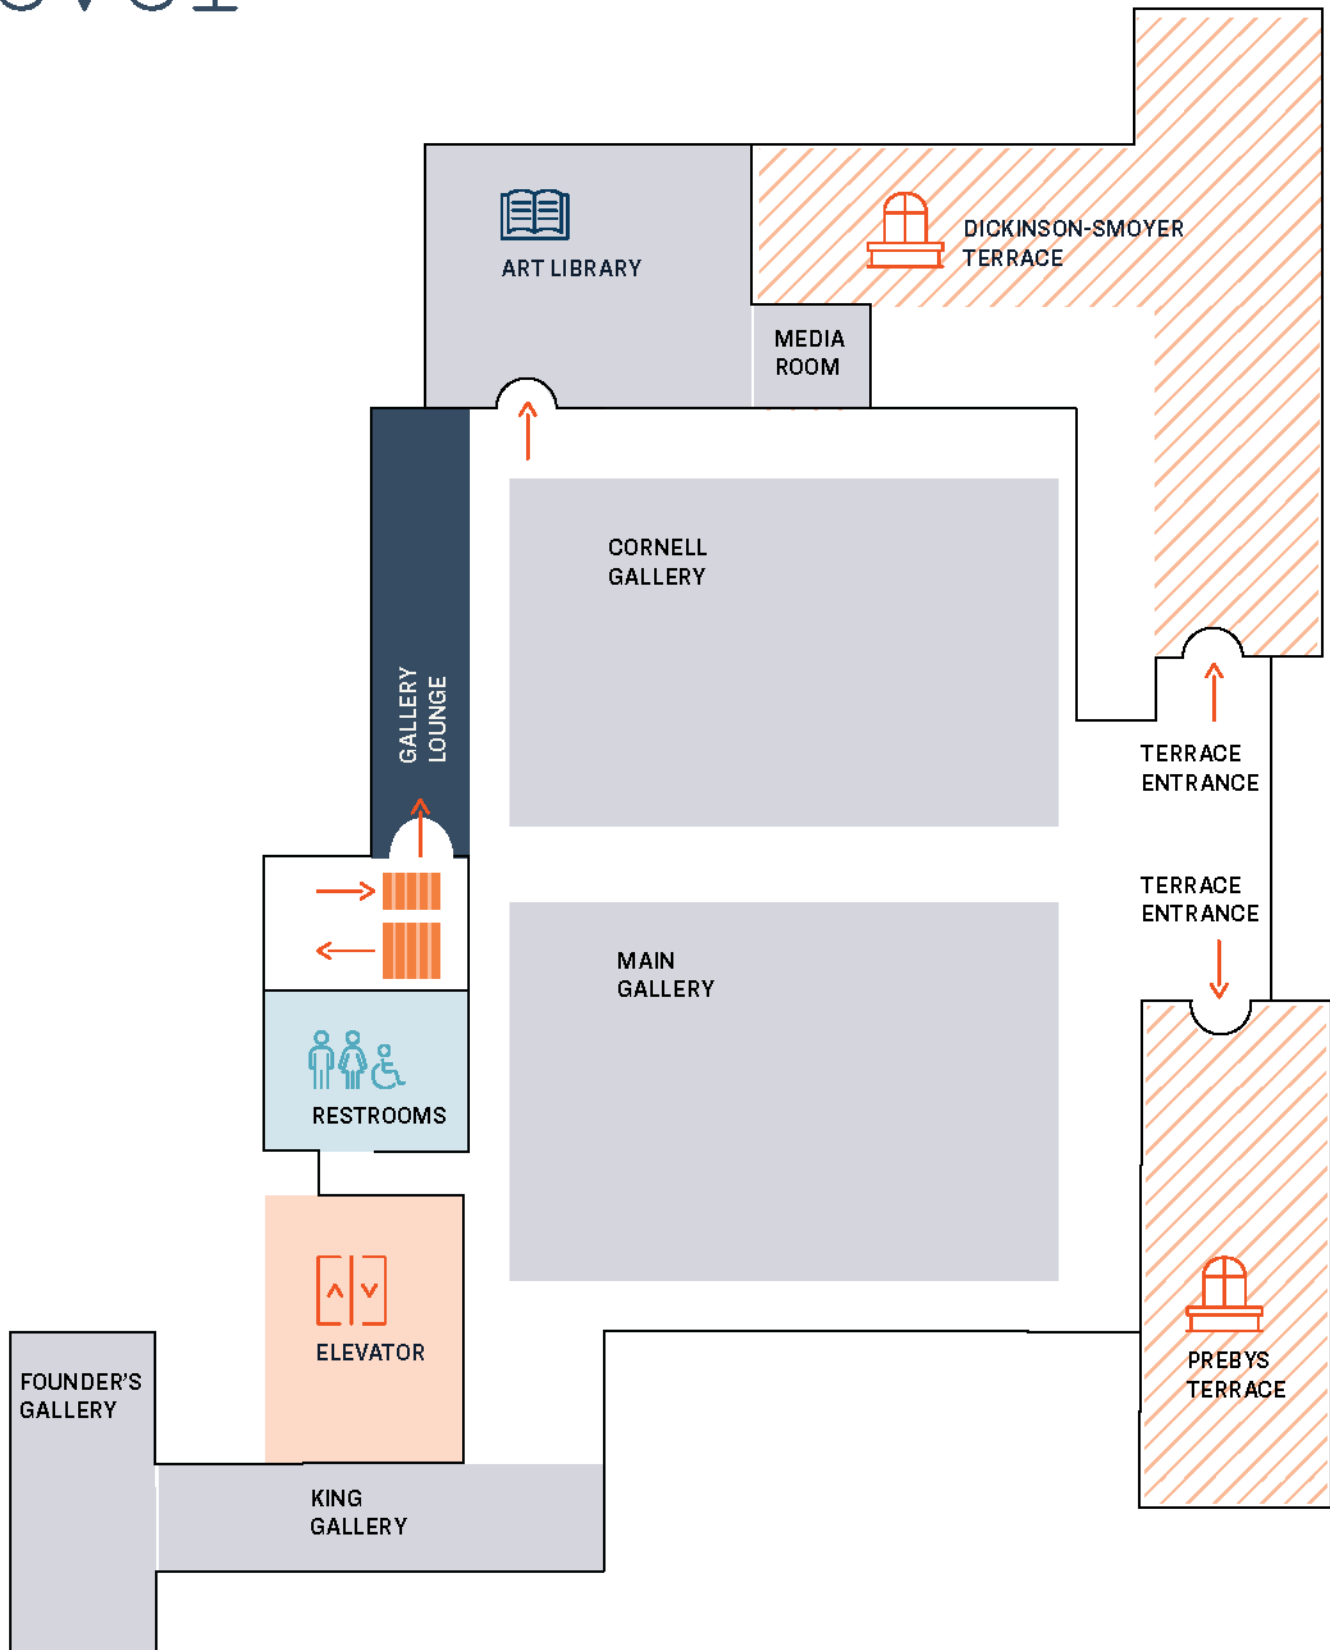 DICKINSON-SMOYER
TERRACE
ART LIBRARY
MEDIA
ROOM
CORNELL
GALLERY
GALLERY
LOUNGE
TERRACE
ENTRANCE
TERRACE
ENTRANCE
MAIN
GALLERY
RESTROOMS
ELEVATOR
PREBYS
TERRACE
FOUNDER’S
GALLERY
KING
GALLERY